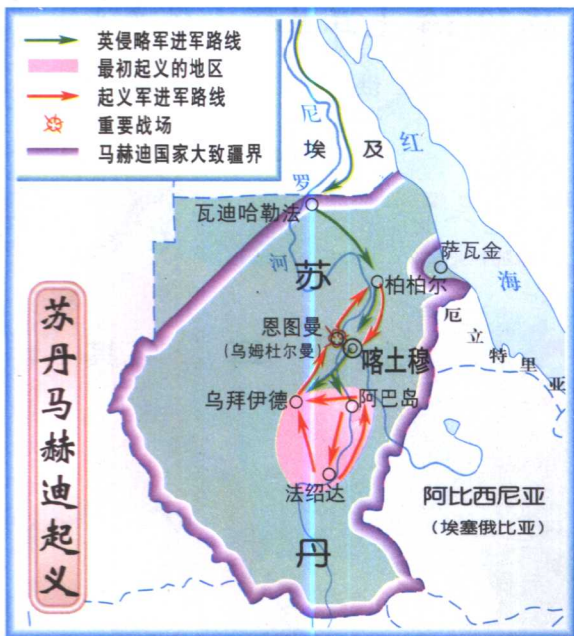 英侵略军进军路线
最初起义的地区
起义军进军路线
重要战场
马赫迪国家大致疆界
尼罗河
埃及
红海
瓦迪哈勒法
萨瓦金
苏丹
柏柏尔
厄立特里亚
恩图曼
(乌姆杜尔曼)
喀土穆
乌拜伊德
阿巴岛
法绍达
阿比西尼亚
(埃塞俄比亚)
苏丹马赫迪起义